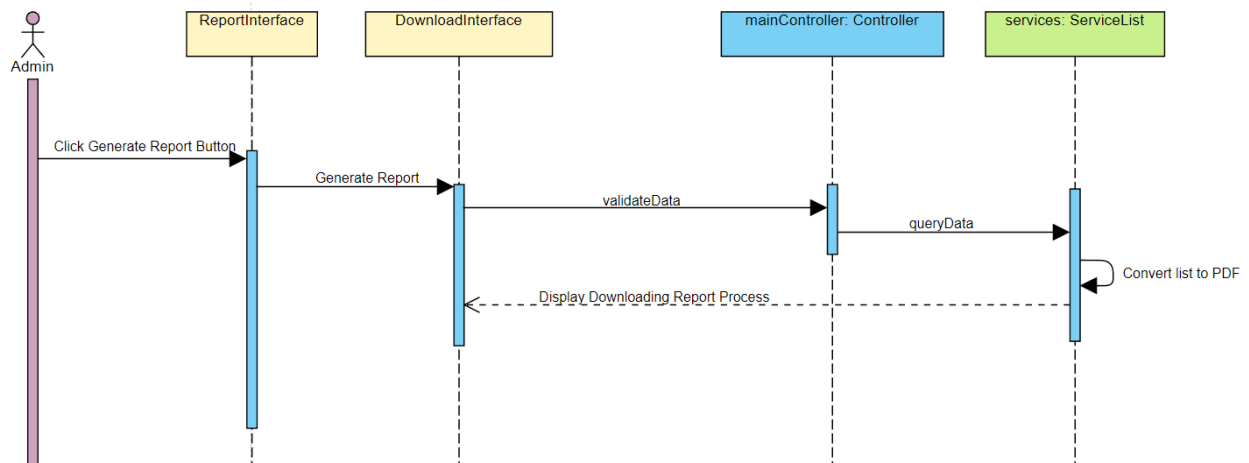 ReportInterface
DownloadInterface
mainController: Controller
services: ServiceList
Admin
Click Generate Report Button
Generate Report
validateData
queryData
Convert list to PDF
Display Downloading Report Process